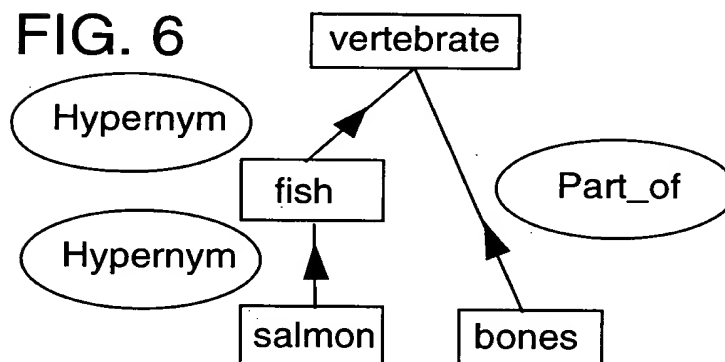 FIG. 6
vertebrate
Hypernym
fish
Part_of
Hypernym
salmon
bones